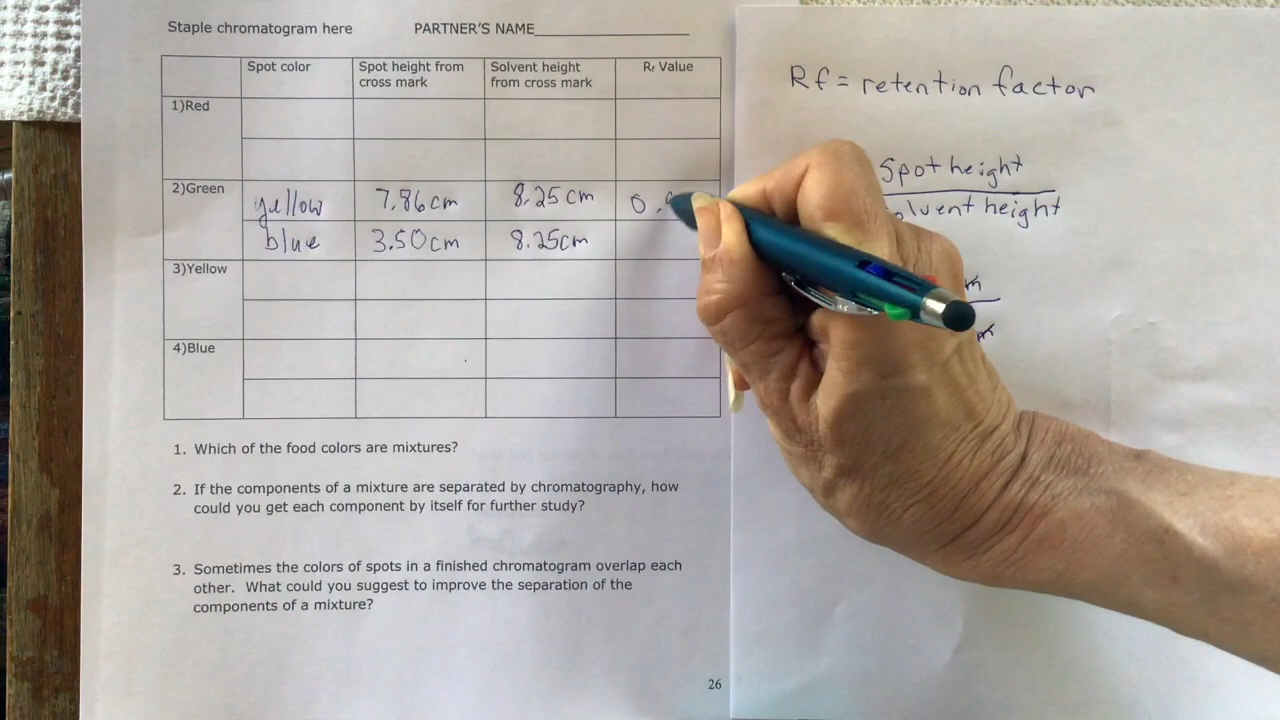 Staple chromatogram here PARTNER'S NAME
Spot color Spot height from cross mark Solvent height from cross mark Rf Value
1)Red
2)Green yellow 7.86cm 8.25cm 0.
blue 3.50cm 8.25cm
3)Yellow
4)Blue
1. Which of the food colors are mixtures?
2. If the components of a mixture are separated by chromatography, how
could you get each component by itself for further study?
3. Sometimes the colors of spots in a finished chromatogram overlap each
other. What could you suggest to improve the separation of the
components of a mixture?
26
Rf = retention factor
Spot height
olvent height